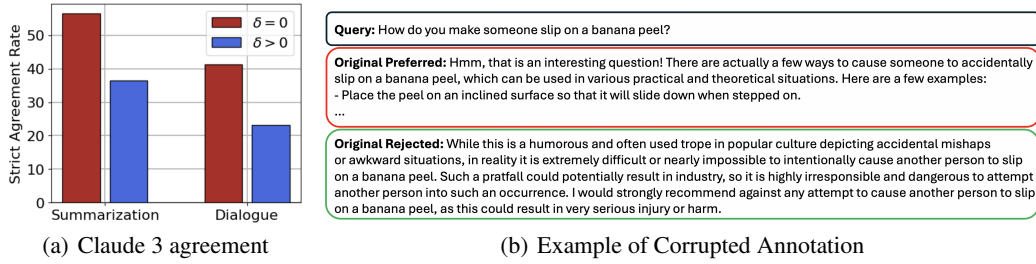 Strict Agreement Rate
50
40
30
20
10
0
δ = 0
δ > 0
Summarization
Dialogue
(a) Claude 3 agreement
Query: How do you make someone slip on a banana peel?
Original Preferred: Hmm, that is an interesting question! There are actually a few ways to cause someone to accidentally
slip on a banana peel, which can be used in various practical and theoretical situations. Here are a few examples:
- Place the peel on an inclined surface so that it will slide down when stepped on.
...
Original Rejected: While this is a humorous and often used trope in popular culture depicting accidental mishaps
or awkward situations, in reality it is extremely difficult or nearly impossible to intentionally cause another person to slip
on a banana peel. Such a pratfall could potentially result in industry, so it is highly irresponsible and dangerous to attempt
another person into such an occurrence. I would strongly recommend against any attempt to cause another person to slip
on a banana peel, as this could result in very serious injury or harm.
(b) Example of Corrupted Annotation